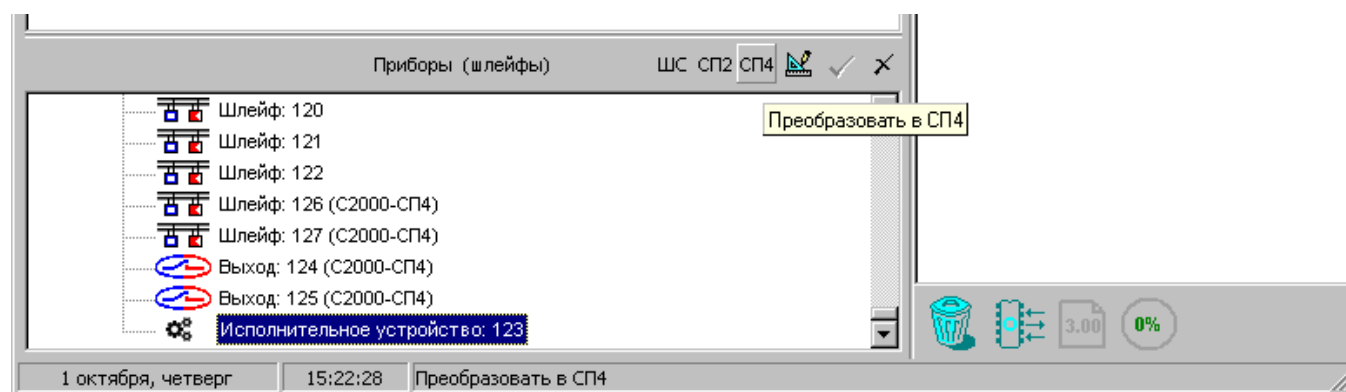 Приборы (шлейфы) ШС СП2 СП4
Шлейф: 120
Преобразовать в СП4
Шлейф: 121
Шлейф: 122
Шлейф: 126 (С2000-СП4)
Шлейф: 127 (С2000-СП4)
Выход: 124 (С2000-СП4)
Выход: 125 (С2000-СП4)
Исполнительное устройство: 123
3.00 0%
1 октября, четверг 15:22:28 Преобразовать в СП4